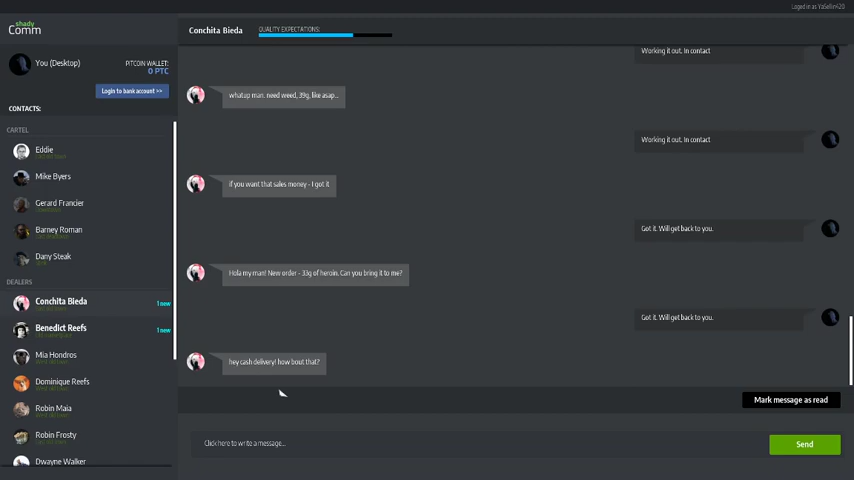 Logged in as YaSellin420
shady
Comm
You (Desktop)
PITCOIN WALLET:
0 PTC
Login to bank account >>
CONTACTS:
CARTEL
Eddie
Mike Byers
Gerard Francier
Barney Roman
Dany Steak
DEALERS
Conchita Bieda
1 new
Benedict Reefs
1 new
Mia Hondros
Dominique Reefs
Robin Maia
Robin Frosty
Dwayne Walker
Conchita Bieda
QUALITY EXPECTATIONS:
Working it out. In contact
whatup man. need weed, 39g, like asap...
Working it out. In contact
if you want that sales money - I got it
Got it. Will get back to you.
Hola my man! New order - 33g of heroin. Can you bring it to me?
Got it. Will get back to you.
hey cash delivery! how bout that?
Mark message as read
Click here to write a message...
Send